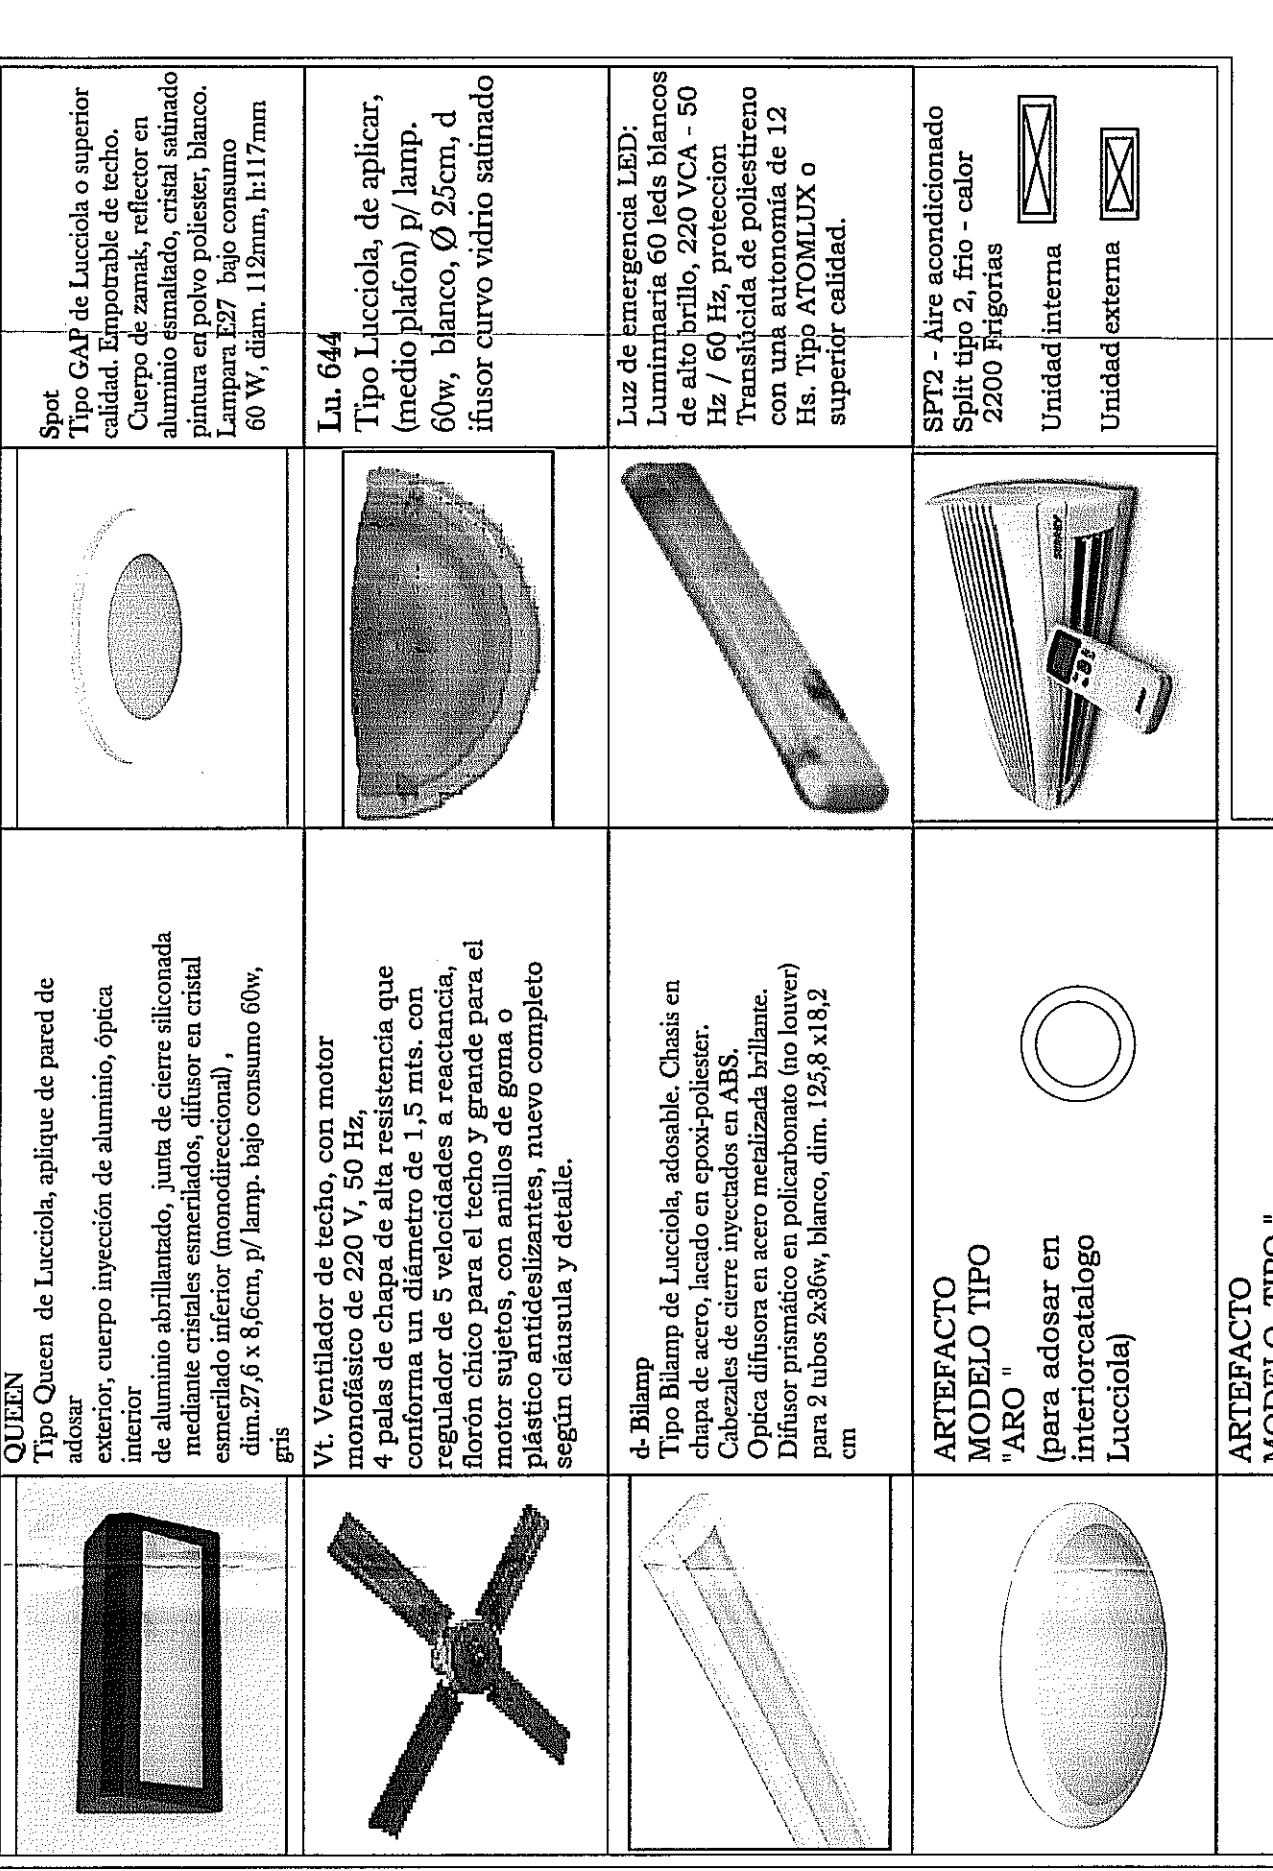 QUEEN
Tipo Queen de Lucciola, aplique de pared de
adosar
exterior, cuerpo inyección de aluminio, óptica
interior
de aluminio abrillantado, junta de cierre siliconada
mediante cristales esmerilados, difusor en cristal
esmerilado inferior (monodireccional) ,
dim.27,6 x 8,6cm, p/ lamp. bajo consumo 60w,
gris
Spot
Tipo GAP de Lucciola o superior
calidad. Empotrable de techo.
Cuerpo de zamak, reflector en
aluminio esmaltado, cristal satinado
pintura en polvo poliester, blanco.
Lampara E27 bajo consumo
60 W, diam. 112mm, h:117mm
Vt. Ventilador de techo, con motor
monofásico de 220 V, 50 Hz,
4 palas de chapa de alta resistencia que
conforma un diámetro de 1,5 mts. con
regulador de 5 velocidades a reactancia,
florón chico para el techo y grande para el
motor sujetos, con anillos de goma o
plástico antideslizantes, nuevo completo
según cláusula y detalle.
Lu. 644
Tipo Lucciola, de aplicar,
(medio plafon) p/ lamp.
60w, blanco, Ø 25cm, d
ifusor curvo vidrio satinado
d- Bilamp
Tipo Bilamp de Lucciola, adosable. Chasis en
chapa de acero, lacado en epoxi-poliester.
Cabezales de cierre inyectados en ABS.
Optica difusora en acero metalizada brillante.
Difusor prismático en policarbonato (no louver)
para 2 tubos 2x36w, blanco, dim. 125,8 x18,2
cm
Luz de emergencia LED:
Luminmaria 60 leds blancos
de alto brillo, 220 VCA - 50
Hz / 60 Hz, proteccion
Translúcida de poliestireno
con una autonomía de 12
Hs. Tipo ATOMLUX o
superior calidad.
ARTEFACTO
MODELO TIPO
"ARO "
(para adosar en
interiorcatalogo
Lucciola)
SPT2 - Aire acondicionado
Split tipo 2, frio - calor
2200 Frigorias
Unidad interna
Unidad externa
ARTEFACTO
MODELO TIPO "